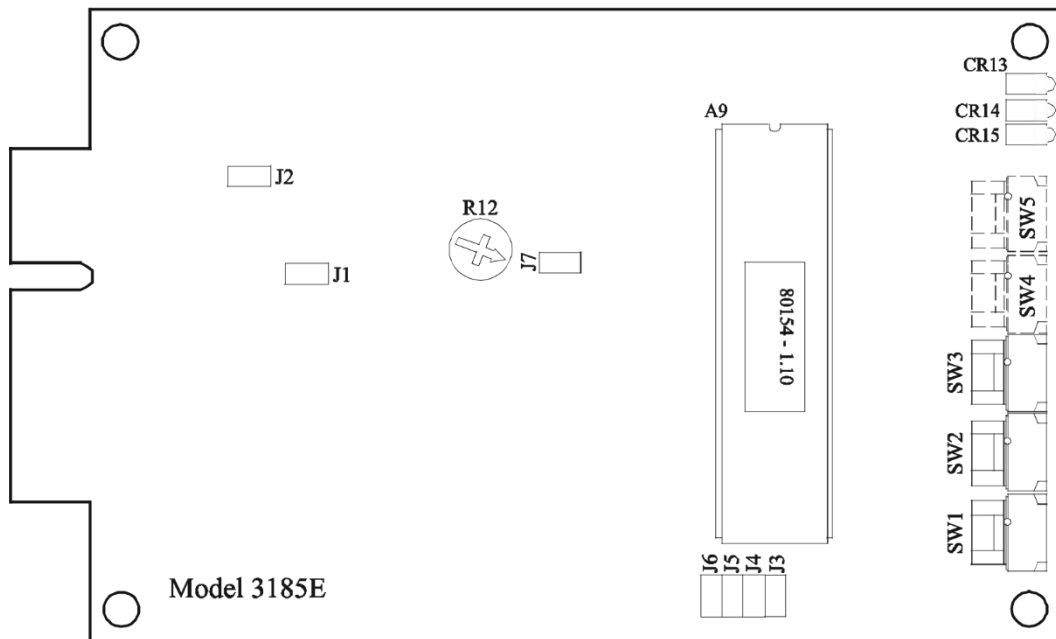 CR13
A9
CR14
CR15
J2
R12
SW5
J7
J1
SW4
80154 - 1.10
SW3
SW2
SW1
J6
J5
J4
J3
Model 3185E